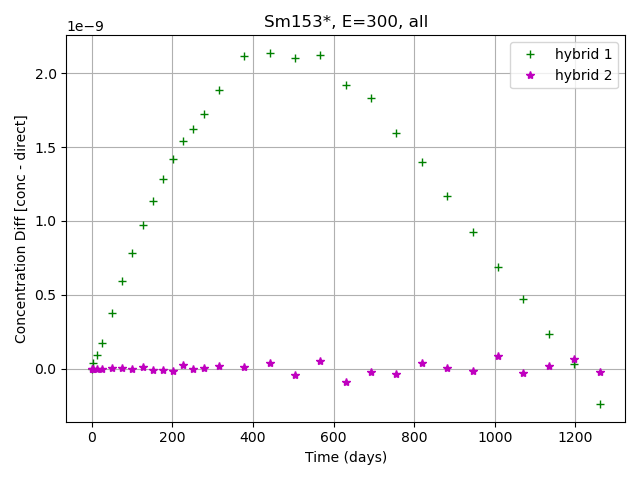 Sm153*, E=300, all
1e−9
hybrid 1
hybrid 2
2.0
1.5
1.0
0.5
0.0
Concentration Diff [conc - direct]
0 200 400 600 800 1000 1200
Time (days)